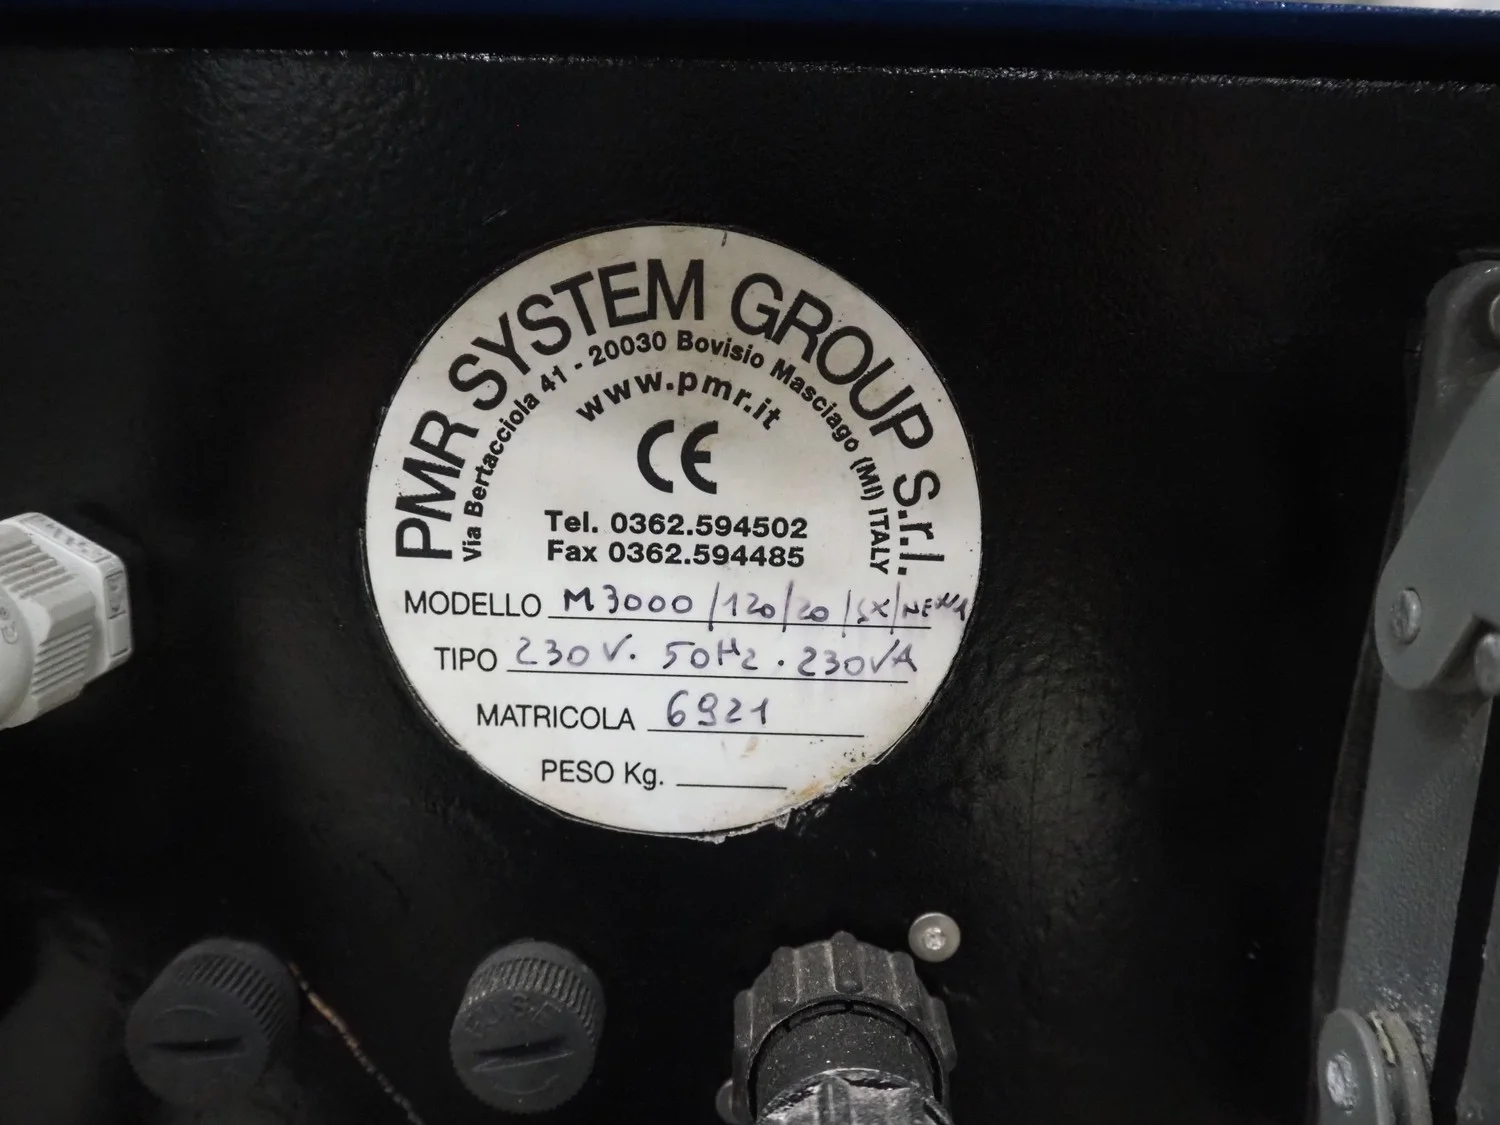 PMR SYSTEM GROUP S.r.l.
Via Bertacciola 41 - 20030 Bovisio Masciago (MI) ITALY
www.pmr.it
CE
Tel. 0362.594502
Fax 0362.594485
MODELLO M3000/120/20/SX/
TIPO 230V. 50Hz. 230VA
MATRICOLA 6921
PESO Kg.
FUSE